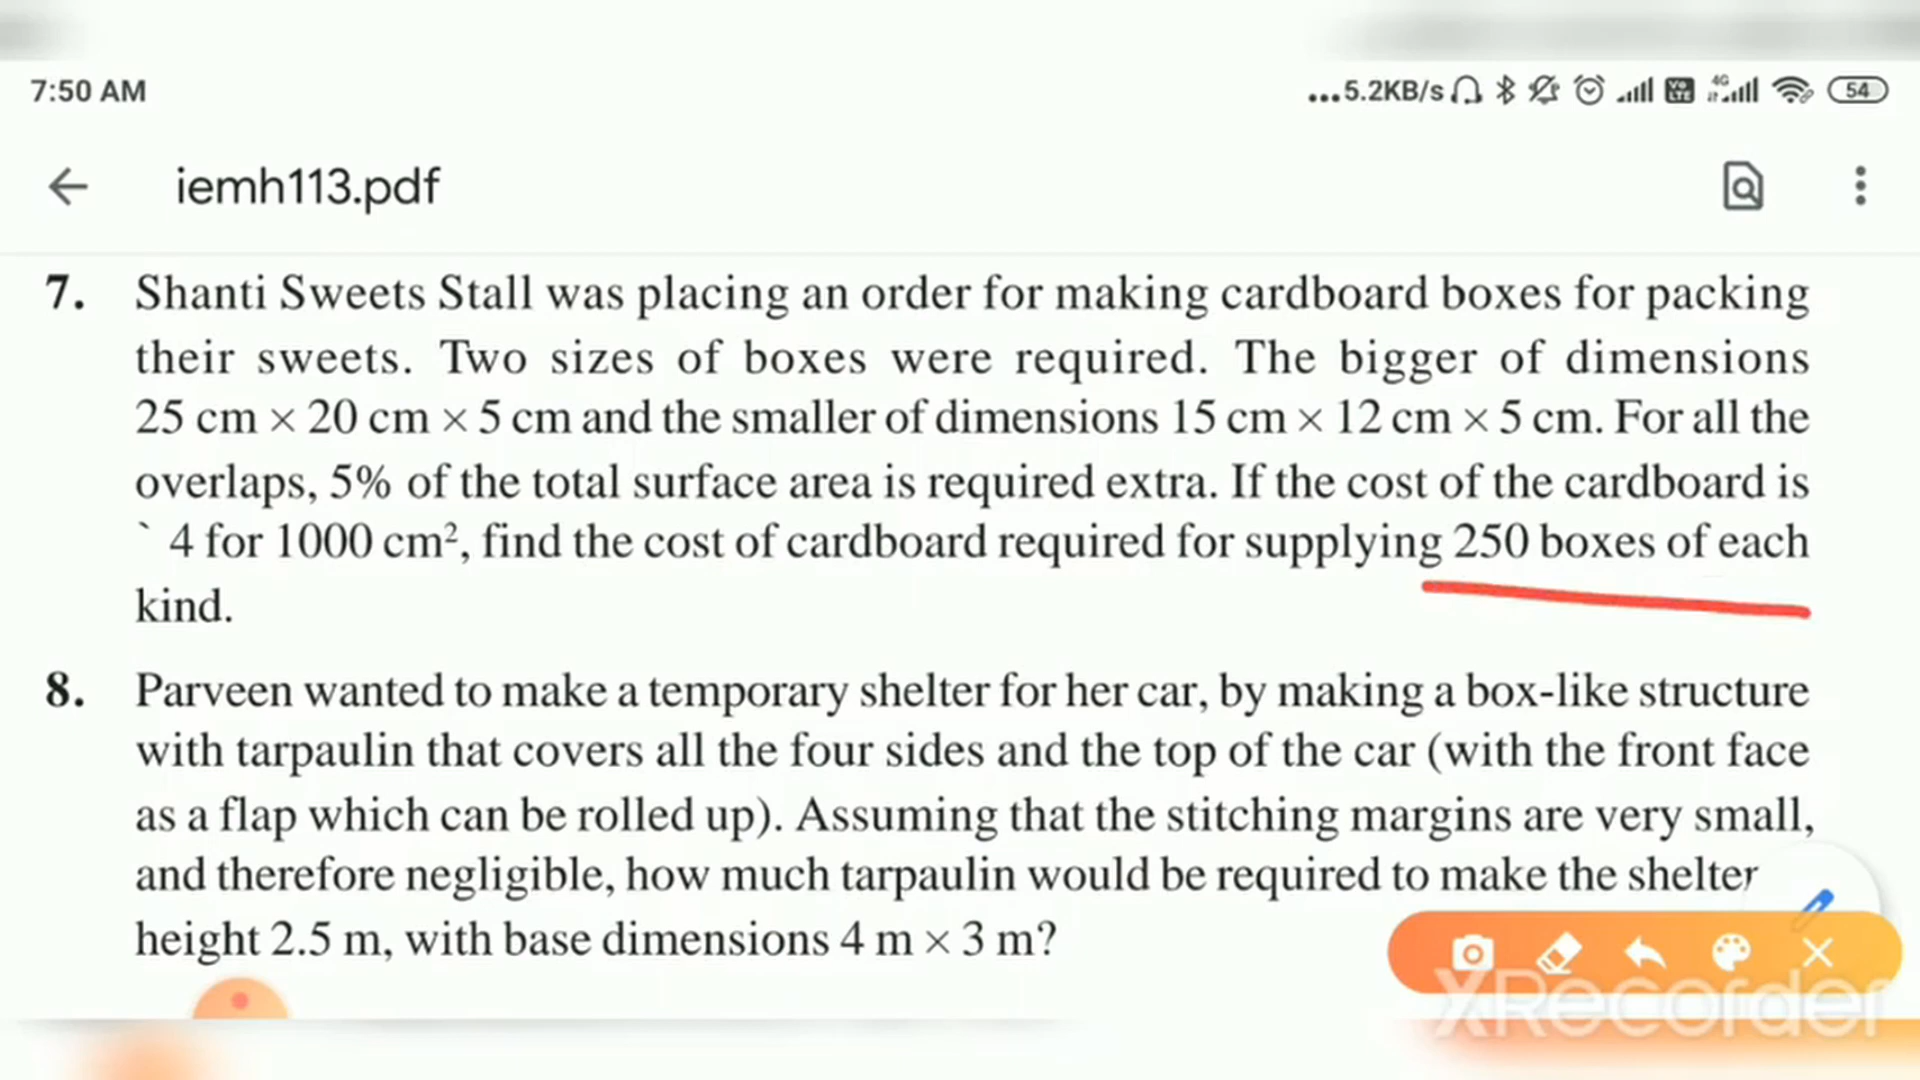 7:50 AM
...5.2KB/s 4G 54
iemh113.pdf
7. Shanti Sweets Stall was placing an order for making cardboard boxes for packing
their sweets. Two sizes of boxes were required. The bigger of dimensions
25 cm × 20 cm × 5 cm and the smaller of dimensions 15 cm × 12 cm × 5 cm. For all the
overlaps, 5% of the total surface area is required extra. If the cost of the cardboard is
` 4 for 1000 cm², find the cost of cardboard required for supplying 250 boxes of each
kind.
8. Parveen wanted to make a temporary shelter for her car, by making a box-like structure
with tarpaulin that covers all the four sides and the top of the car (with the front face
as a flap which can be rolled up). Assuming that the stitching margins are very small,
and therefore negligible, how much tarpaulin would be required to make the shelter
height 2.5 m, with base dimensions 4 m × 3 m?
XRecorder